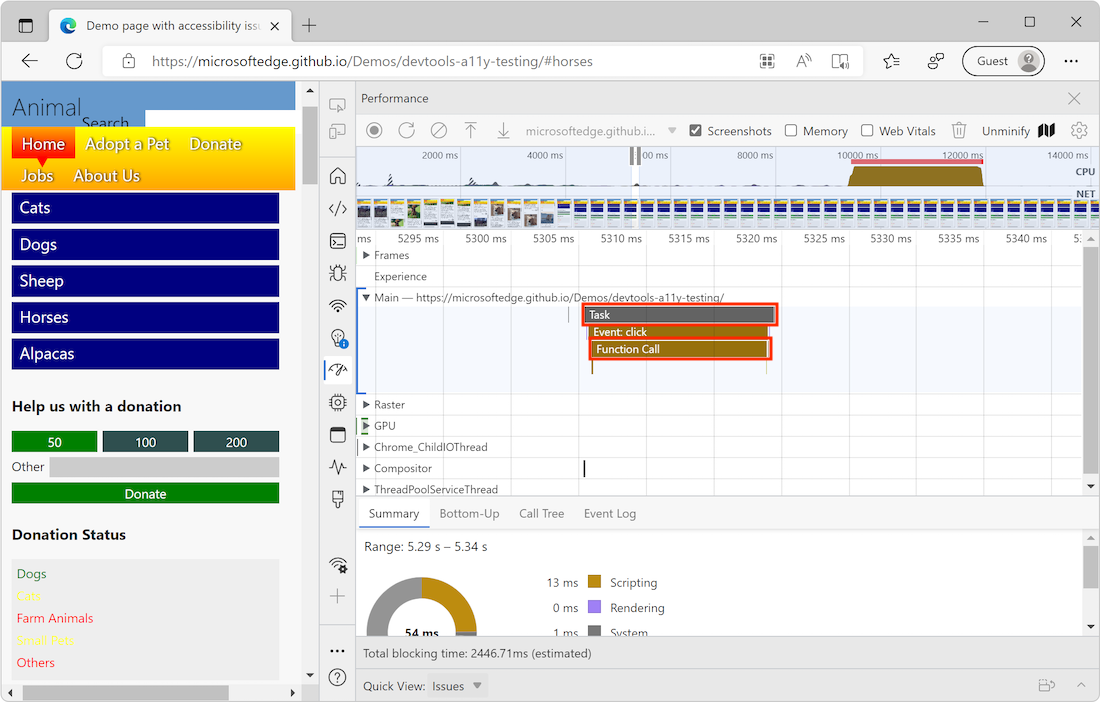 Demo page with accessibility issu
https://microsoftedge.github.io/Demos/devtools-a11y-testing/#horses
Guest
Animal
Search
Home
Adopt a Pet
Donate
Jobs
About Us
Cats
Dogs
Sheep
Horses
Alpacas
Help us with a donation
50
100
200
Other
Donate
Donation Status
Dogs
Cats
Farm Animals
Small Pets
Others
Performance
microsoftedge.github.i...
Screenshots
Memory
Web Vitals
Unminify
2000 ms
4000 ms
00 ms
8000 ms
10000 ms
12000 ms
14000 ms
CPU
NET
ms
5295 ms
5300 ms
5305 ms
5310 ms
5315 ms
5320 ms
5325 ms
5330 ms
5335 ms
5340 ms
Frames
Experience
Main — https://microsoftedge.github.io/Demos/devtools-a11y-testing/
Task
Event: click
Function Call
Raster
GPU
Chrome_ChildIOThread
Compositor
ThreadPoolServiceThread
Summary
Bottom-Up
Call Tree
Event Log
Range: 5.29 s – 5.34 s
54 ms
13 ms Scripting
0 ms Rendering
1 ms System
Total blocking time: 2446.71ms (estimated)
Quick View: Issues